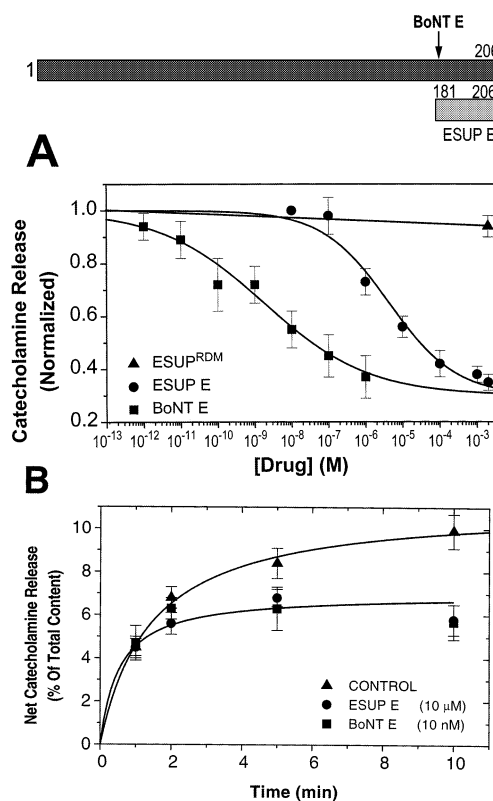 BoNT E
206
1
181 206
ESUP E
A
Catecholamine Release
(Normalized)
1.0
0.8
0.6
0.4
0.2
ESUP^RDM
ESUP E
BoNT E
10^-13 10^-12 10^-11 10^-10 10^-9 10^-8 10^-7 10^-6 10^-5 10^-4 10^-3
[Drug] (M)
B
Net Catecholamine Release
(% Of Total Content)
10
8
6
4
2
0
CONTROL
ESUP E (10 μM)
BoNT E (10 nM)
0 2 4 6 8 10
Time (min)